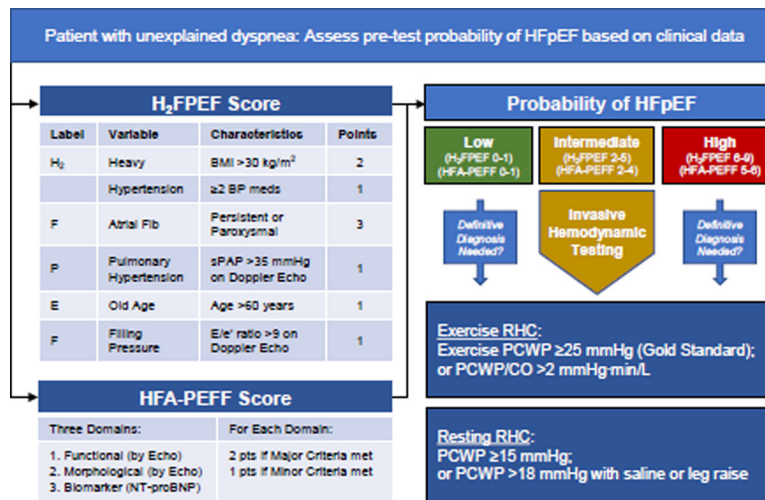 Patient with unexplained dyspnea: Assess pre-test probability of HFpEF based on clinical data
H₂FPEF Score
Label Variable Characteristics Points
H₂ Heavy BMI >30 kg/m² 2
Hypertension ≥2 BP meds 1
F Atrial Fib Persistent or
Paroxysmal 3
P Pulmonary
Hypertension sPAP >35 mmHg
on Doppler Echo 1
E Old Age Age >60 years 1
F Filling
Pressure E/e' ratio >9 on
Doppler Echo 1
HFA-PEFF Score
Three Domains: For Each Domain:
1. Functional (by Echo) 2 pts if Major Criteria met
2. Morphological (by Echo) 1 pts if Minor Criteria met
3. Biomarker (NT-proBNP)
Probability of HFpEF
Low
(H₂FPEF 0-1)
(HFA-PEFF 0-1)
Intermediate
(H₂FPEF 2-5)
(HFA-PEFF 2-4)
High
(H₂FPEF 6-9)
(HFA-PEFF 5-6)
Definitive
Diagnosis
Needed?
Invasive
Hemodynamic
Testing
Definitive
Diagnosis
Needed?
Exercise RHC:
Exercise PCWP ≥25 mmHg (Gold Standard);
or PCWP/CO >2 mmHg·min/L
Resting RHC:
PCWP ≥15 mmHg;
or PCWP >18 mmHg with saline or leg raise